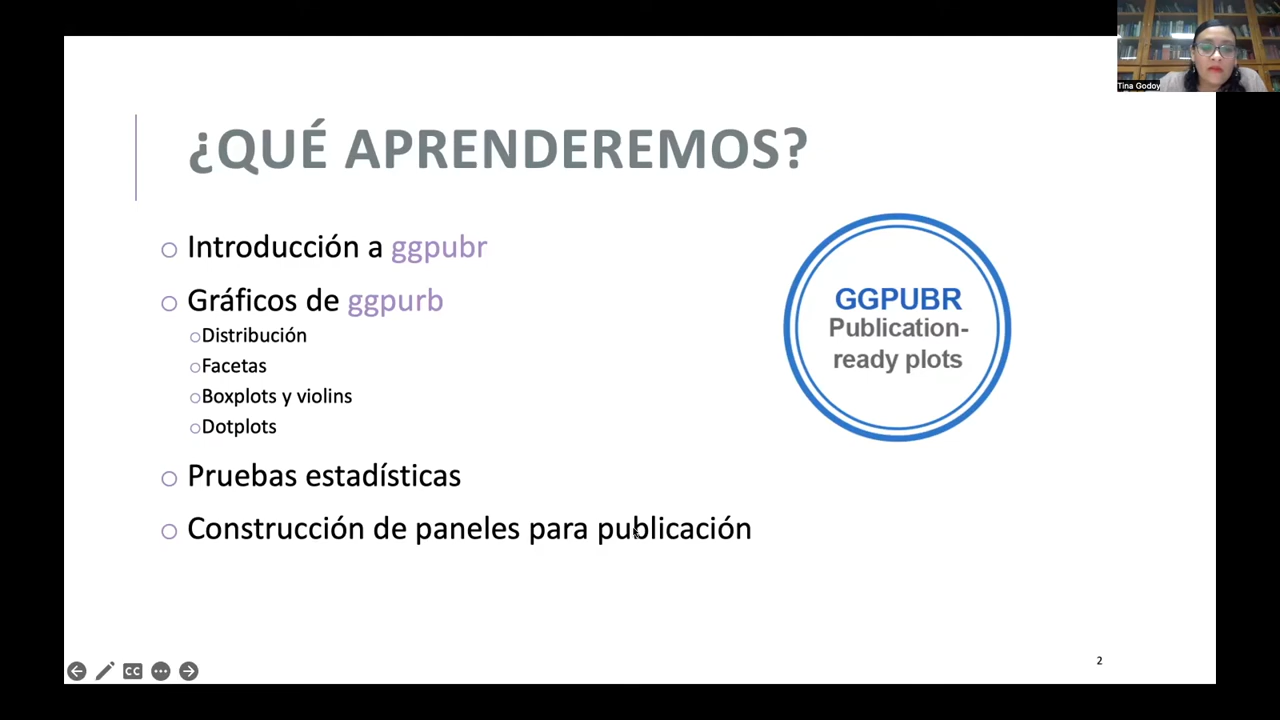 Tina Godoy
¿QUÉ APRENDEREMOS?
Introducción a ggpubr
Gráficos de ggpurb
Distribución
Facetas
Boxplots y violins
Dotplots
Pruebas estadísticas
Construcción de paneles para publicación
GGPUBR
Publication-
ready plots
CC
2